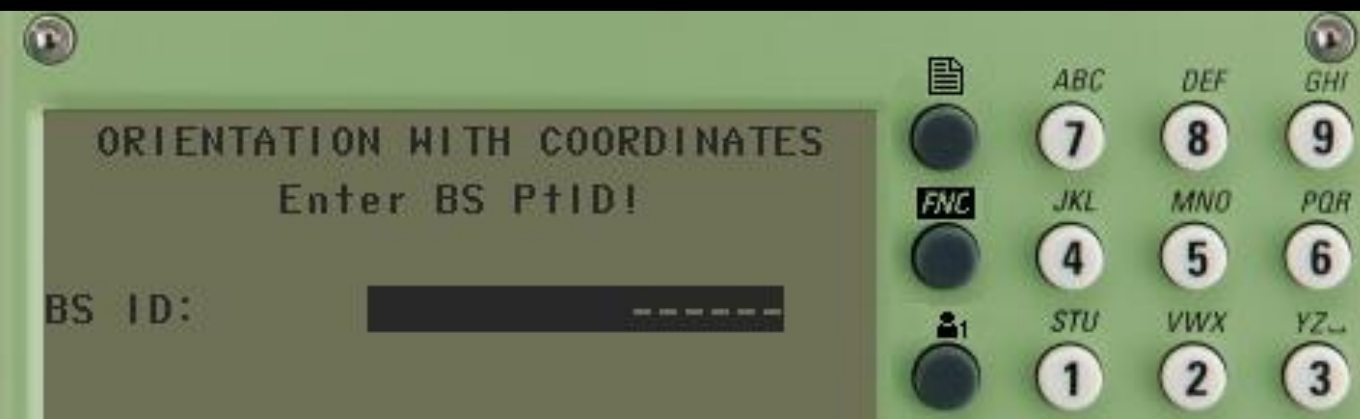 ORIENTATION WITH COORDINATES
Enter BS PtID!
BS ID: ------
ABC DEF GHI
7 8 9
FNC JKL MNO PQR
4 5 6
1 STU VWX YZ
1 2 3